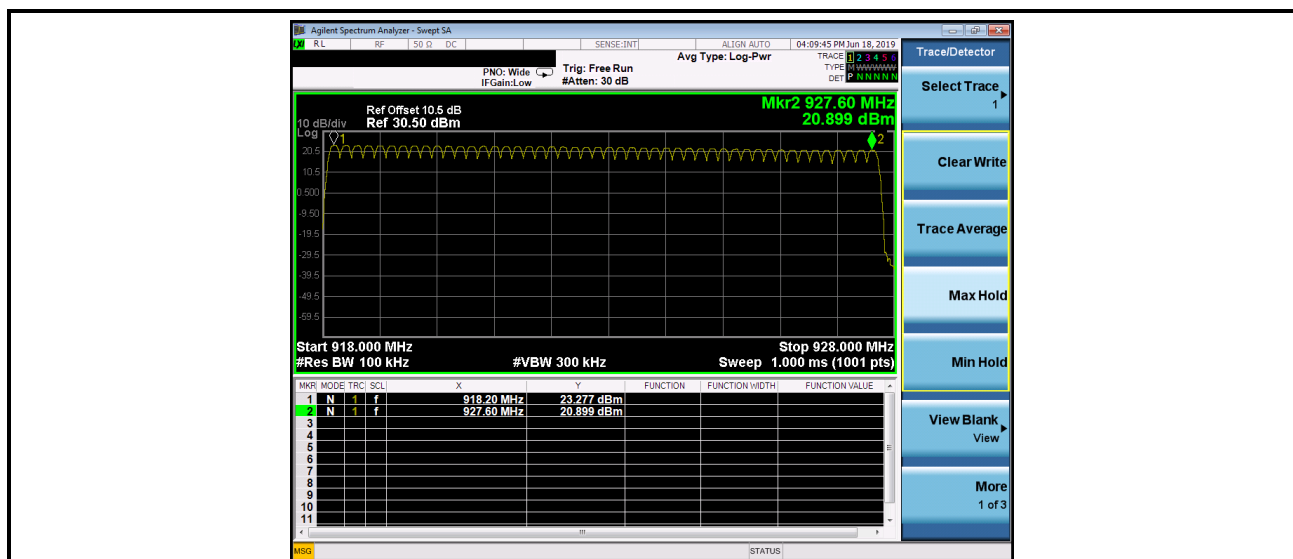 Agilent Spectrum Analyzer - Swept SA
LXI RL RF 50 Ω DC SENSE:INT ALIGN AUTO 04:09:45 PM Jun 18, 2019
Avg Type: Log-Pwr
TRACE 1 2 3 4 5 6
PNO: Wide Trig: Free Run
TYPE M W W W W W
IFGain:Low #Atten: 30 dB
DET P N N N N N
Ref Offset 10.5 dB
Mkr2 927.60 MHz
10 dB/div Ref 30.50 dBm
20.899 dBm
Log
1
2
20.5
10.5
0.500
-9.50
-19.5
-29.5
-39.5
-49.5
-59.5
Start 918.000 MHz Stop 928.000 MHz
#Res BW 100 kHz #VBW 300 kHz Sweep 1.000 ms (1001 pts)
MKR MODE TRC SCL X Y FUNCTION FUNCTION WIDTH FUNCTION VALUE
1 N 1 f 918.20 MHz 23.277 dBm
2 N 1 f 927.60 MHz 20.899 dBm
3
4
5
6
7
8
9
10
11
MSG STATUS
Trace/Detector
Select Trace
1
Clear Write
Trace Average
Max Hold
Min Hold
View Blank
View
More
1 of 3